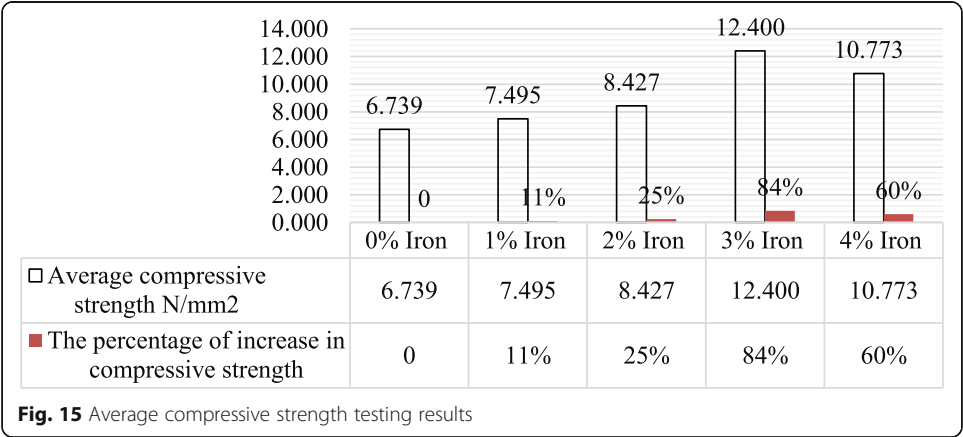 14.000
12.000
10.000
8.000
6.000
4.000
2.000
0.000
6.739
0
7.495
11%
8.427
25%
12.400
84%
10.773
60%
0% Iron 1% Iron 2% Iron 3% Iron 4% Iron
Average compressive
strength N/mm2
6.739 7.495 8.427 12.400 10.773
The percentage of increase in
compressive strength
0 11% 25% 84% 60%
Fig. 15 Average compressive strength testing results